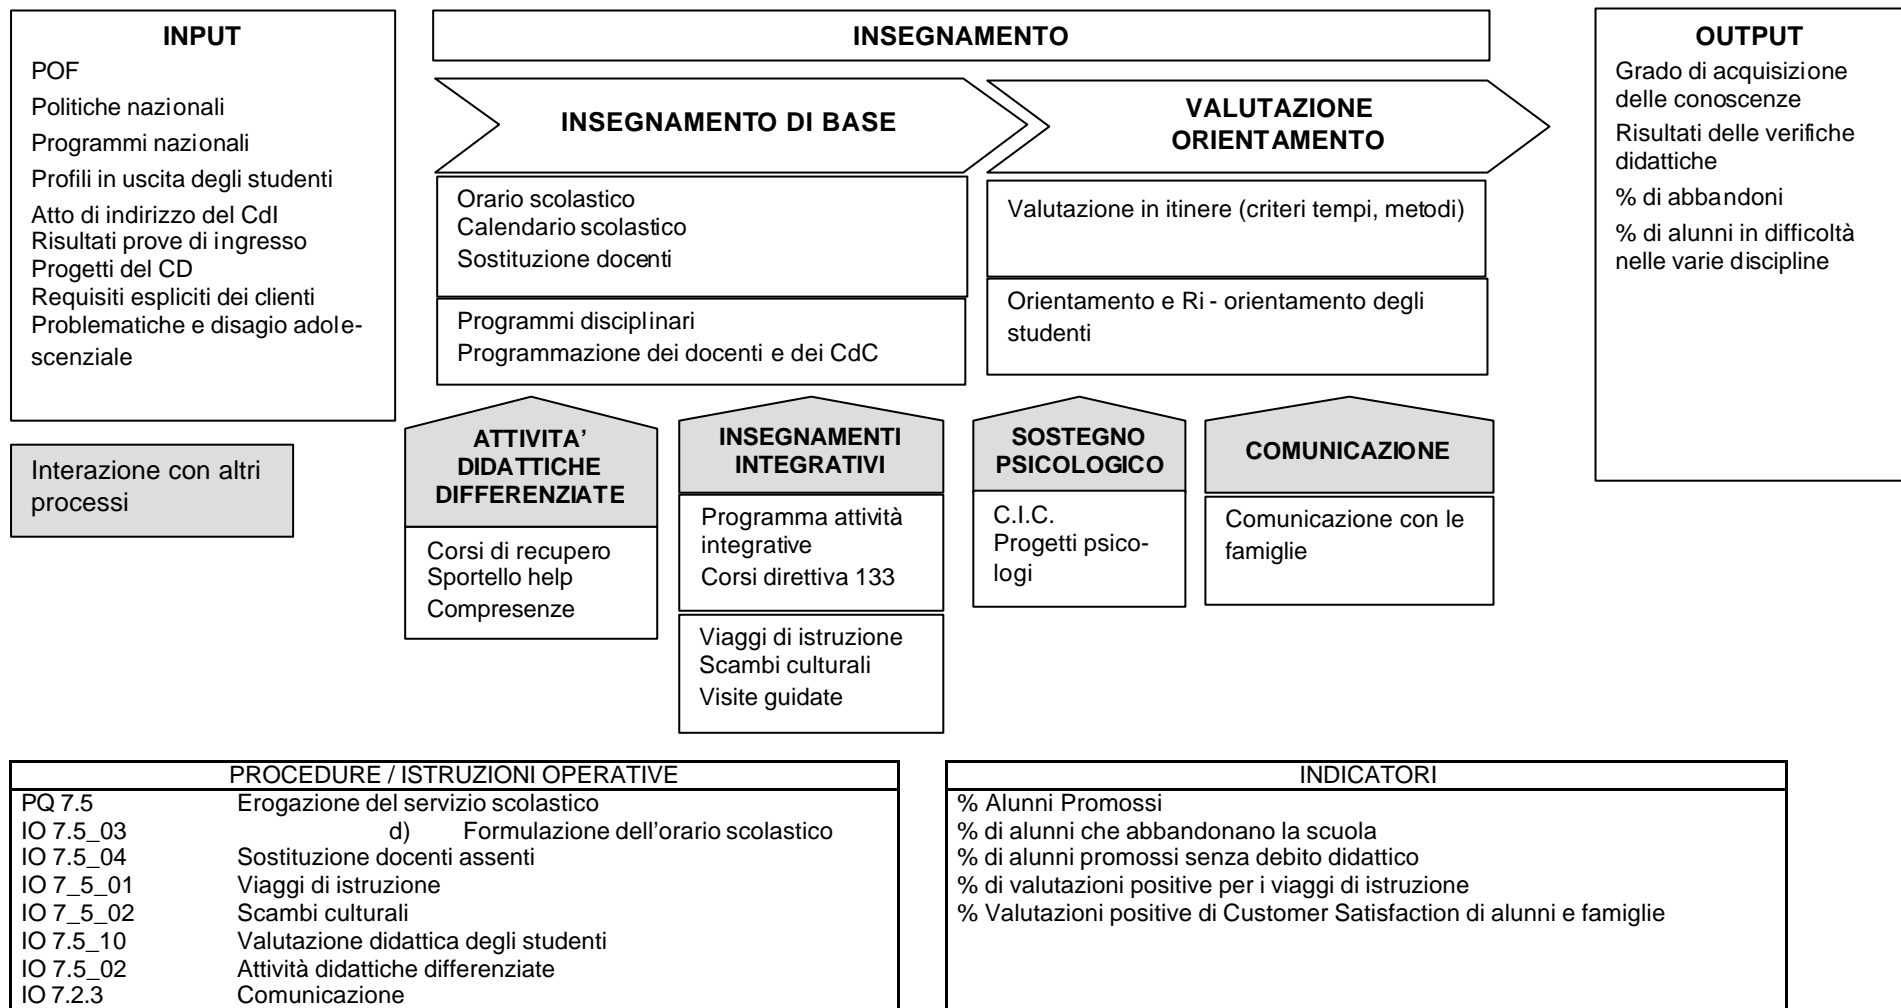 INPUT
POF
Politiche nazionali
Programmi nazionali
Profili in uscita degli studenti
Atto di indirizzo del CdI
Risultati prove di ingresso
Progetti del CD
Requisiti espliciti dei clienti
Problematiche e disagio adole-
scenziale
Interazione con altri
processi
INSEGNAMENTO
INSEGNAMENTO DI BASE
Orario scolastico
Calendario scolastico
Sostituzione docenti
Programmi disciplinari
Programmazione dei docenti e dei CdC
VALUTAZIONE
ORIENTAMENTO
Valutazione in itinere (criteri tempi, metodi)
Orientamento e Ri - orientamento degli
studenti
OUTPUT
Grado di acquisizione
delle conoscenze
Risultati delle verifiche
didattiche
% di abbandoni
% di alunni in difficoltà
nelle varie discipline
ATTIVITA’
DIDATTICHE
DIFFERENZIATE
Corsi di recupero
Sportello help
Compresenze
INSEGNAMENTI
INTEGRATIVI
Programma attività
integrative
Corsi direttiva 133
Viaggi di istruzione
Scambi culturali
Visite guidate
SOSTEGNO
PSICOLOGICO
C.I.C.
Progetti psico-
logi
COMUNICAZIONE
Comunicazione con le
famiglie
PROCEDURE / ISTRUZIONI OPERATIVE
PQ 7.5 Erogazione del servizio scolastico
IO 7.5_03 d) Formulazione dell’orario scolastico
IO 7.5_04 Sostituzione docenti assenti
IO 7_5_01 Viaggi di istruzione
IO 7_5_02 Scambi culturali
IO 7.5_10 Valutazione didattica degli studenti
IO 7.5_02 Attività didattiche differenziate
IO 7.2.3 Comunicazione
INDICATORI
% Alunni Promossi
% di alunni che abbandonano la scuola
% di alunni promossi senza debito didattico
% di valutazioni positive per i viaggi di istruzione
% Valutazioni positive di Customer Satisfaction di alunni e famiglie